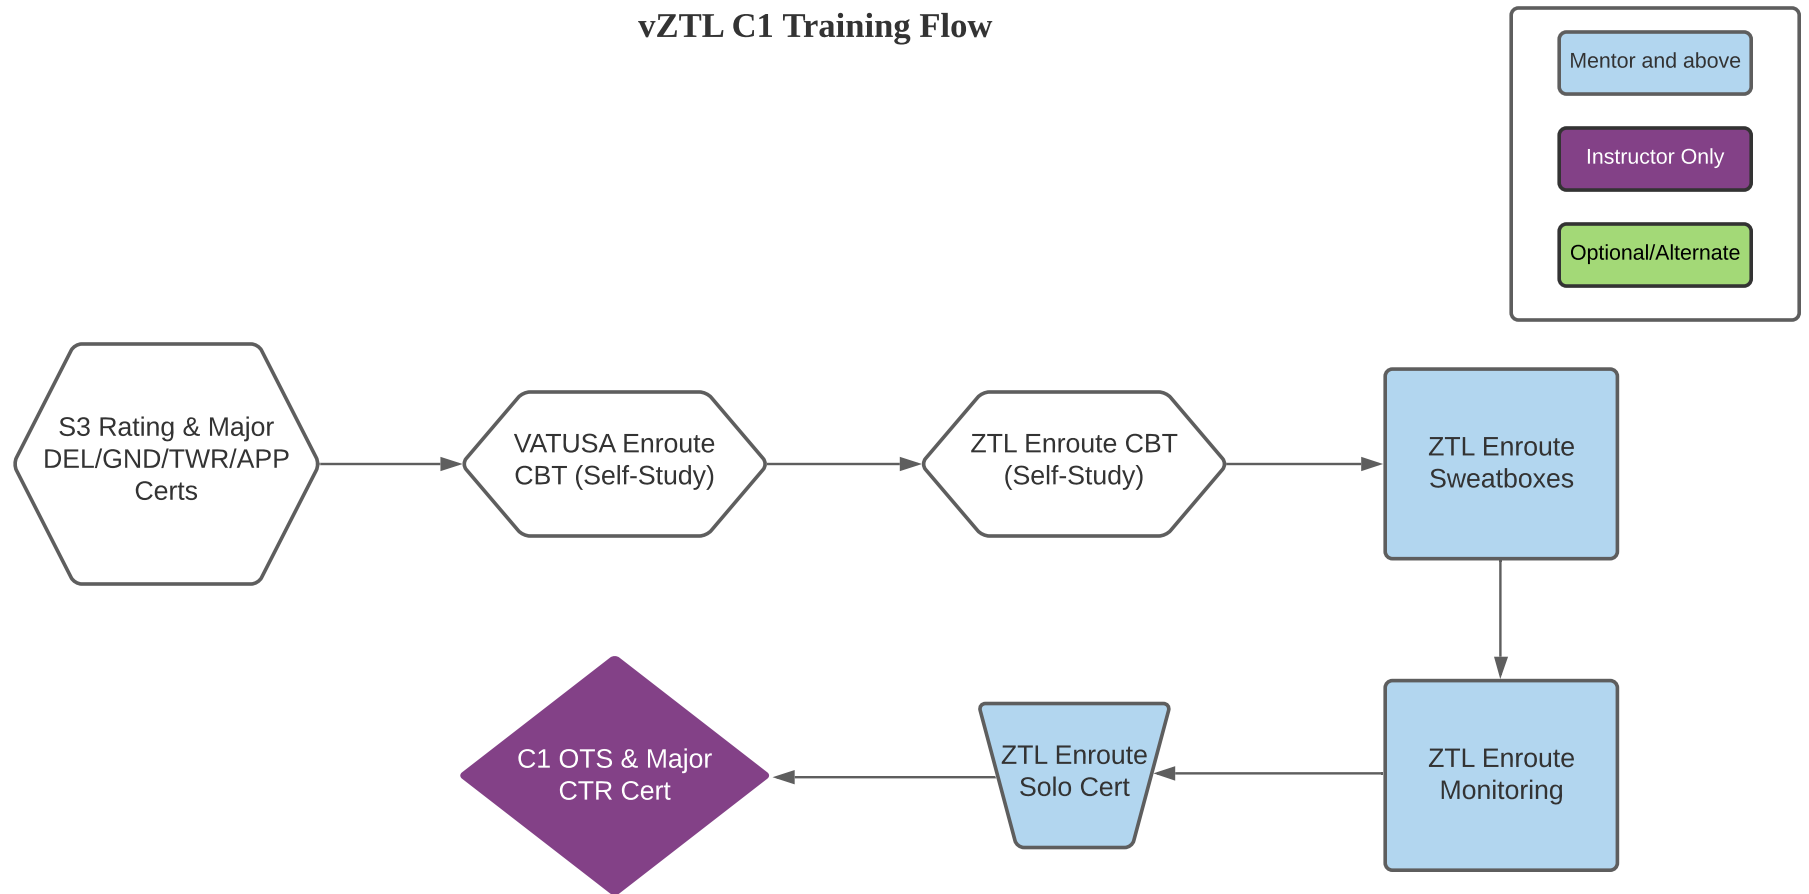 vZTL C1 Training Flow
Mentor and above
Instructor Only
Optional/Alternate
S3 Rating & Major
DEL/GND/TWR/APP
Certs
VATUSA Enroute
CBT (Self-Study)
ZTL Enroute CBT
(Self-Study)
ZTL Enroute
Sweatboxes
ZTL Enroute
Monitoring
ZTL Enroute
Solo Cert
C1 OTS & Major
CTR Cert